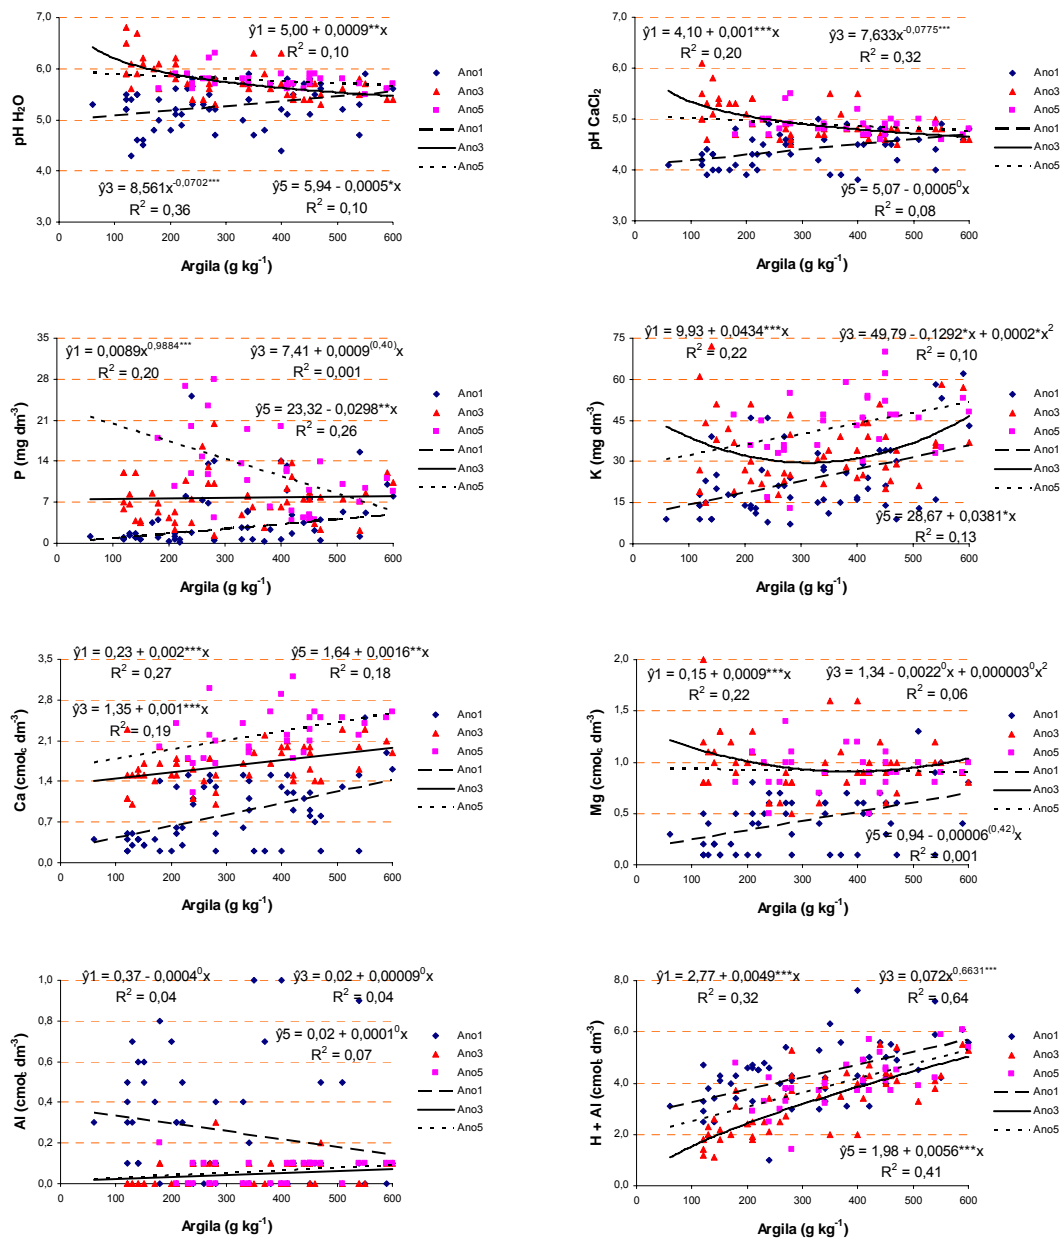 7,0
6,0
5,0
4,0
3,0
pH H2O
ŷ1 = 5,00 + 0,0009**x
R2 = 0,10
ŷ3 = 8,561x-0,0702***
R2 = 0,36
ŷ5 = 5,94 - 0,0005*x
R2 = 0,10
Ano1
Ano3
Ano5
Ano1
Ano3
Ano5
0 100 200 300 400 500 600
Argila (g kg-1)
7,0
6,0
5,0
4,0
3,0
pH CaCl2
ŷ1 = 4,10 + 0,001***x
R2 = 0,20
ŷ3 = 7,633x-0,0775***
R2 = 0,32
ŷ5 = 5,07 - 0,00050x
R2 = 0,08
Ano1
Ano3
Ano5
Ano1
Ano3
Ano5
0 100 200 300 400 500 600
Argila (g kg-1)
35
28
21
14
7
0
P (mg dm-3)
ŷ1 = 0,0089x0,9884***
R2 = 0,20
ŷ3 = 7,41 + 0,0009(0,40)x
R2 = 0,001
ŷ5 = 23,32 - 0,0298**x
R2 = 0,26
Ano1
Ano3
Ano5
Ano1
Ano3
Ano5
0 100 200 300 400 500 600
Argila (g kg-1)
75
60
45
30
15
0
K (mg dm-3)
ŷ1 = 9,93 + 0,0434***x
R2 = 0,22
ŷ3 = 49,79 - 0,1292*x + 0,0002*x2
R2 = 0,10
ŷ5 = 28,67 + 0,0381*x
R2 = 0,13
Ano1
Ano3
Ano5
Ano1
Ano3
Ano5
0 100 200 300 400 500 600
Argila (g kg-1)
3,5
2,8
2,1
1,4
0,7
0,0
Ca (cmolc dm-3)
ŷ1 = 0,23 + 0,002***x
R2 = 0,27
ŷ5 = 1,64 + 0,0016**x
R2 = 0,18
ŷ3 = 1,35 + 0,001***x
R2 = 0,19
Ano1
Ano3
Ano5
Ano1
Ano3
Ano5
0 100 200 300 400 500 600
Argila (g kg-1)
2,0
1,5
1,0
0,5
0,0
Mg (cmolc dm-3)
ŷ1 = 0,15 + 0,0009***x
R2 = 0,22
ŷ3 = 1,34 - 0,00220x + 0,0000030x2
R2 = 0,06
ŷ5 = 0,94 - 0,00006(0,42)x
R2 = 0,001
Ano1
Ano3
Ano5
Ano1
Ano3
Ano5
0 100 200 300 400 500 600
Argila (g kg-1)
1,0
0,8
0,6
0,4
0,2
0,0
Al (cmolc dm-3)
ŷ1 = 0,37 - 0,00040x
R2 = 0,04
ŷ3 = 0,02 + 0,000090x
R2 = 0,04
ŷ5 = 0,02 + 0,00010x
R2 = 0,07
Ano1
Ano3
Ano5
Ano1
Ano3
Ano5
0 100 200 300 400 500 600
Argila (g kg-1)
8,0
6,0
4,0
2,0
0,0
H + Al (cmolc dm-3)
ŷ1 = 2,77 + 0,0049***x
R2 = 0,32
ŷ3 = 0,072x0,6631***
R2 = 0,64
ŷ5 = 1,98 + 0,0056***x
R2 = 0,41
Ano1
Ano3
Ano5
Ano1
Ano3
Ano5
0 100 200 300 400 500 600
Argila (g kg-1)